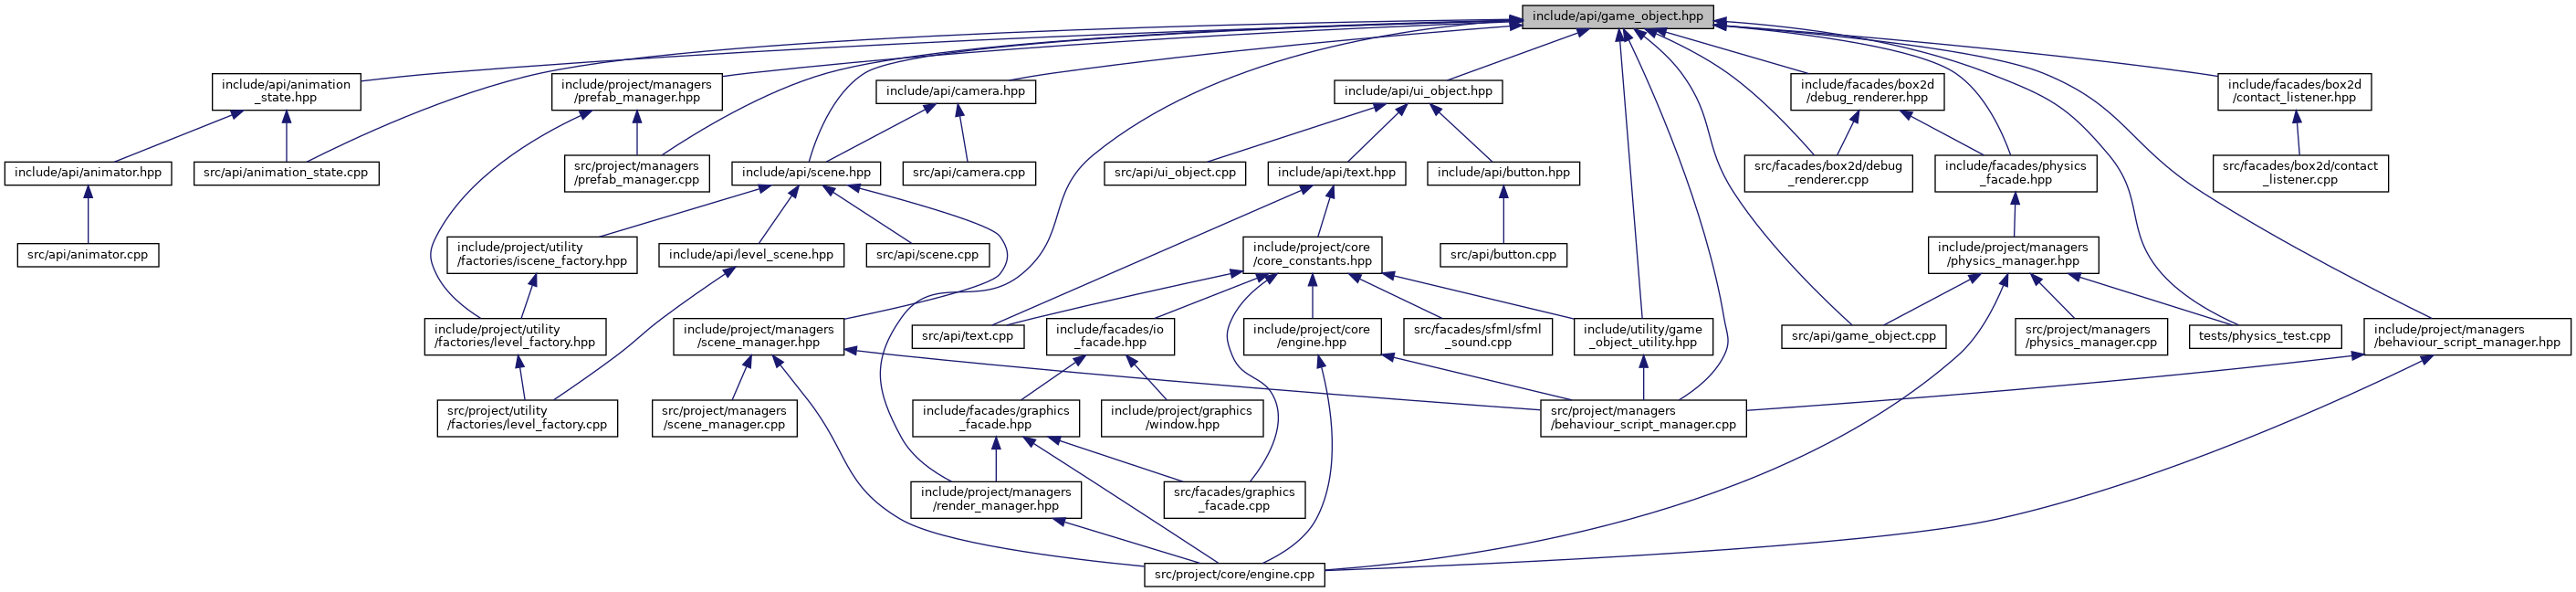 include/api/game_object.hpp
include/api/animation
_state.hpp
include/project/managers
/prefab_manager.hpp
include/api/camera.hpp
include/api/ui_object.hpp
include/facades/box2d
/debug_renderer.hpp
include/facades/box2d
/contact_listener.hpp
include/api/animator.hpp
src/api/animation_state.cpp
src/project/managers
/prefab_manager.cpp
include/api/scene.hpp
src/api/camera.cpp
src/api/ui_object.cpp
include/api/text.hpp
include/api/button.hpp
src/facades/box2d/debug
_renderer.cpp
include/facades/physics
_facade.hpp
src/facades/box2d/contact
_listener.cpp
src/api/animator.cpp
include/project/utility
/factories/iscene_factory.hpp
include/api/level_scene.hpp
src/api/scene.cpp
include/project/core
/core_constants.hpp
src/api/button.cpp
include/project/managers
/physics_manager.hpp
include/project/utility
/factories/level_factory.hpp
include/project/managers
/scene_manager.hpp
src/api/text.cpp
include/facades/io
_facade.hpp
include/project/core
/engine.hpp
src/facades/sfml/sfml
_sound.cpp
include/utility/game
_object_utility.hpp
src/api/game_object.cpp
src/project/managers
/physics_manager.cpp
tests/physics_test.cpp
include/project/managers
/behaviour_script_manager.hpp
src/project/utility
/factories/level_factory.cpp
src/project/managers
/scene_manager.cpp
include/facades/graphics
_facade.hpp
include/project/graphics
/window.hpp
src/project/managers
/behaviour_script_manager.cpp
include/project/managers
/render_manager.hpp
src/facades/graphics
_facade.cpp
src/project/core/engine.cpp